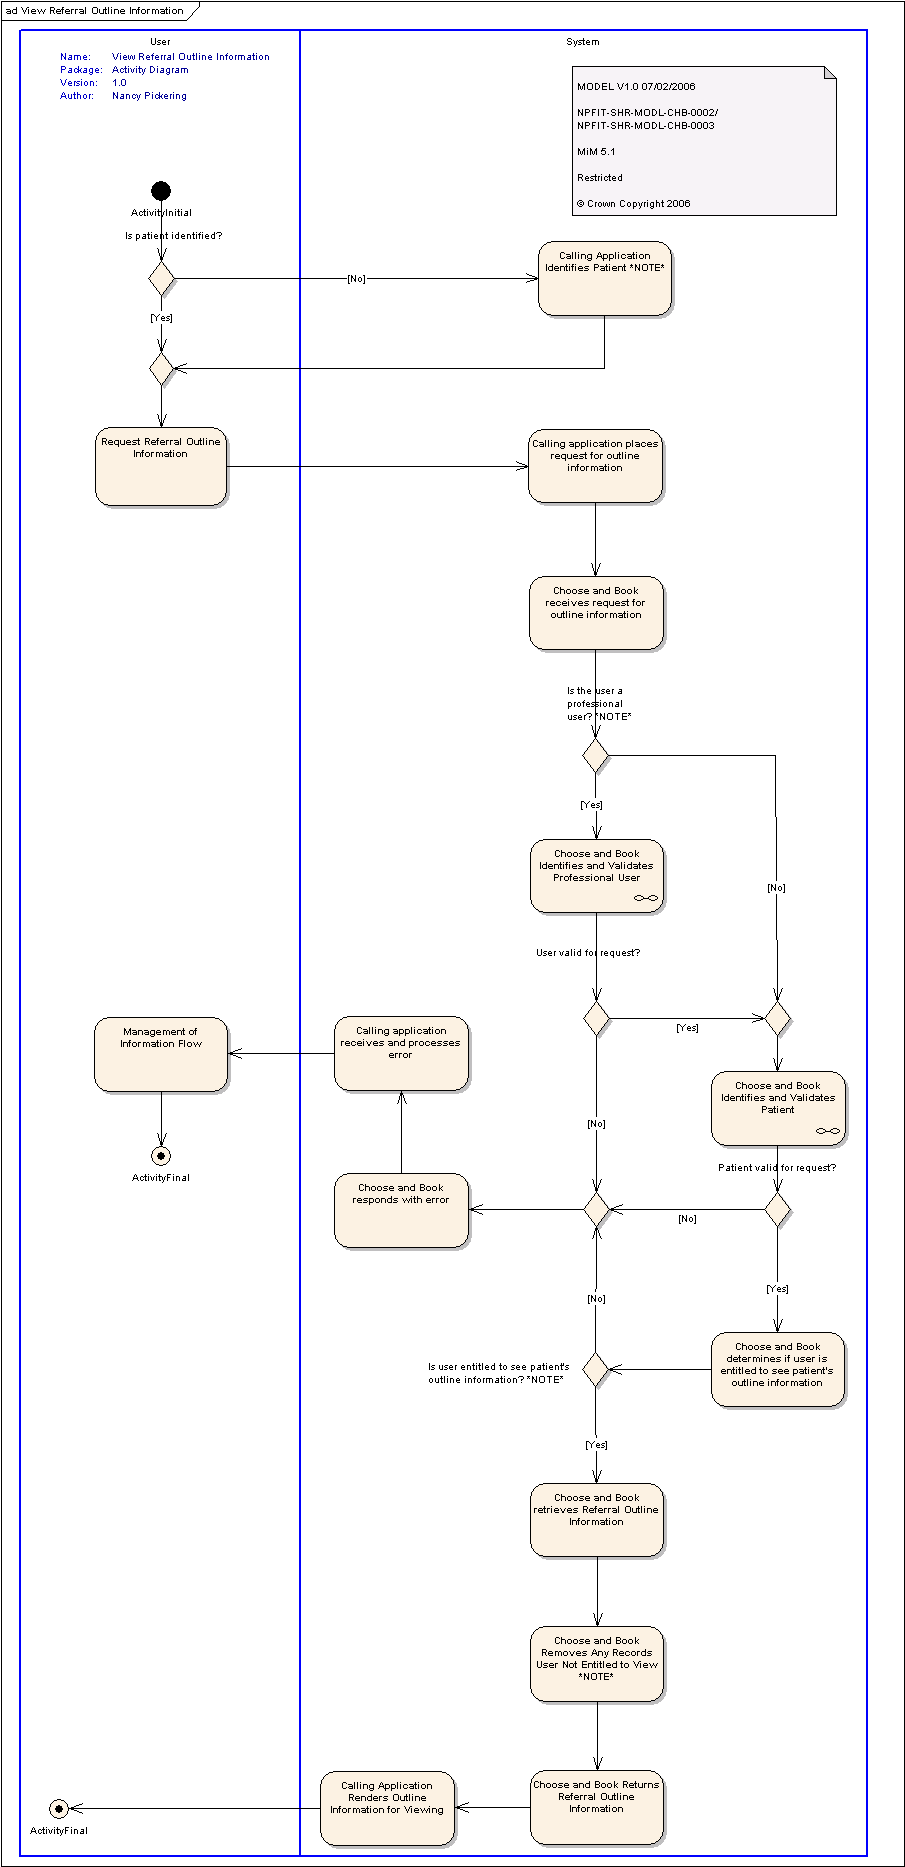 ad View Referral Outline Information
User
System
Name: View Referral Outline Information
Package: Activity Diagram
Version: 1.0
Author: Nancy Pickering
MODEL V1.0 07/02/2006
NPFIT-SHR-MODL-CHB-0002/
NPFIT-SHR-MODL-CHB-0003
MiM 5.1
Restricted
© Crown Copyright 2006
ActivityInitial
Is patient identified?
[No]
Calling Application
Identifies Patient *NOTE*
[Yes]
Request Referral Outline
Information
Calling application places
request for outline
information
Choose and Book
receives request for
outline information
Is the user a
professional
user? *NOTE*
[Yes]
Choose and Book
Identifies and Validates
Professional User
[No]
User valid for request?
[Yes]
Management of
Information Flow
Calling application
receives and processes
error
Choose and Book
Identifies and Validates
Patient
[No]
Patient valid for request?
ActivityFinal
Choose and Book
responds with error
[No]
[Yes]
[No]
Choose and Book
determines if user is
entitled to see patient's
outline information
Is user entitled to see patient's
outline information? *NOTE*
[Yes]
Choose and Book
retrieves Referral Outline
Information
Choose and Book
Removes Any Records
User Not Entitled to View
*NOTE*
Choose and Book Returns
Referral Outline
Information
Calling Application
Renders Outline
Information for Viewing
ActivityFinal